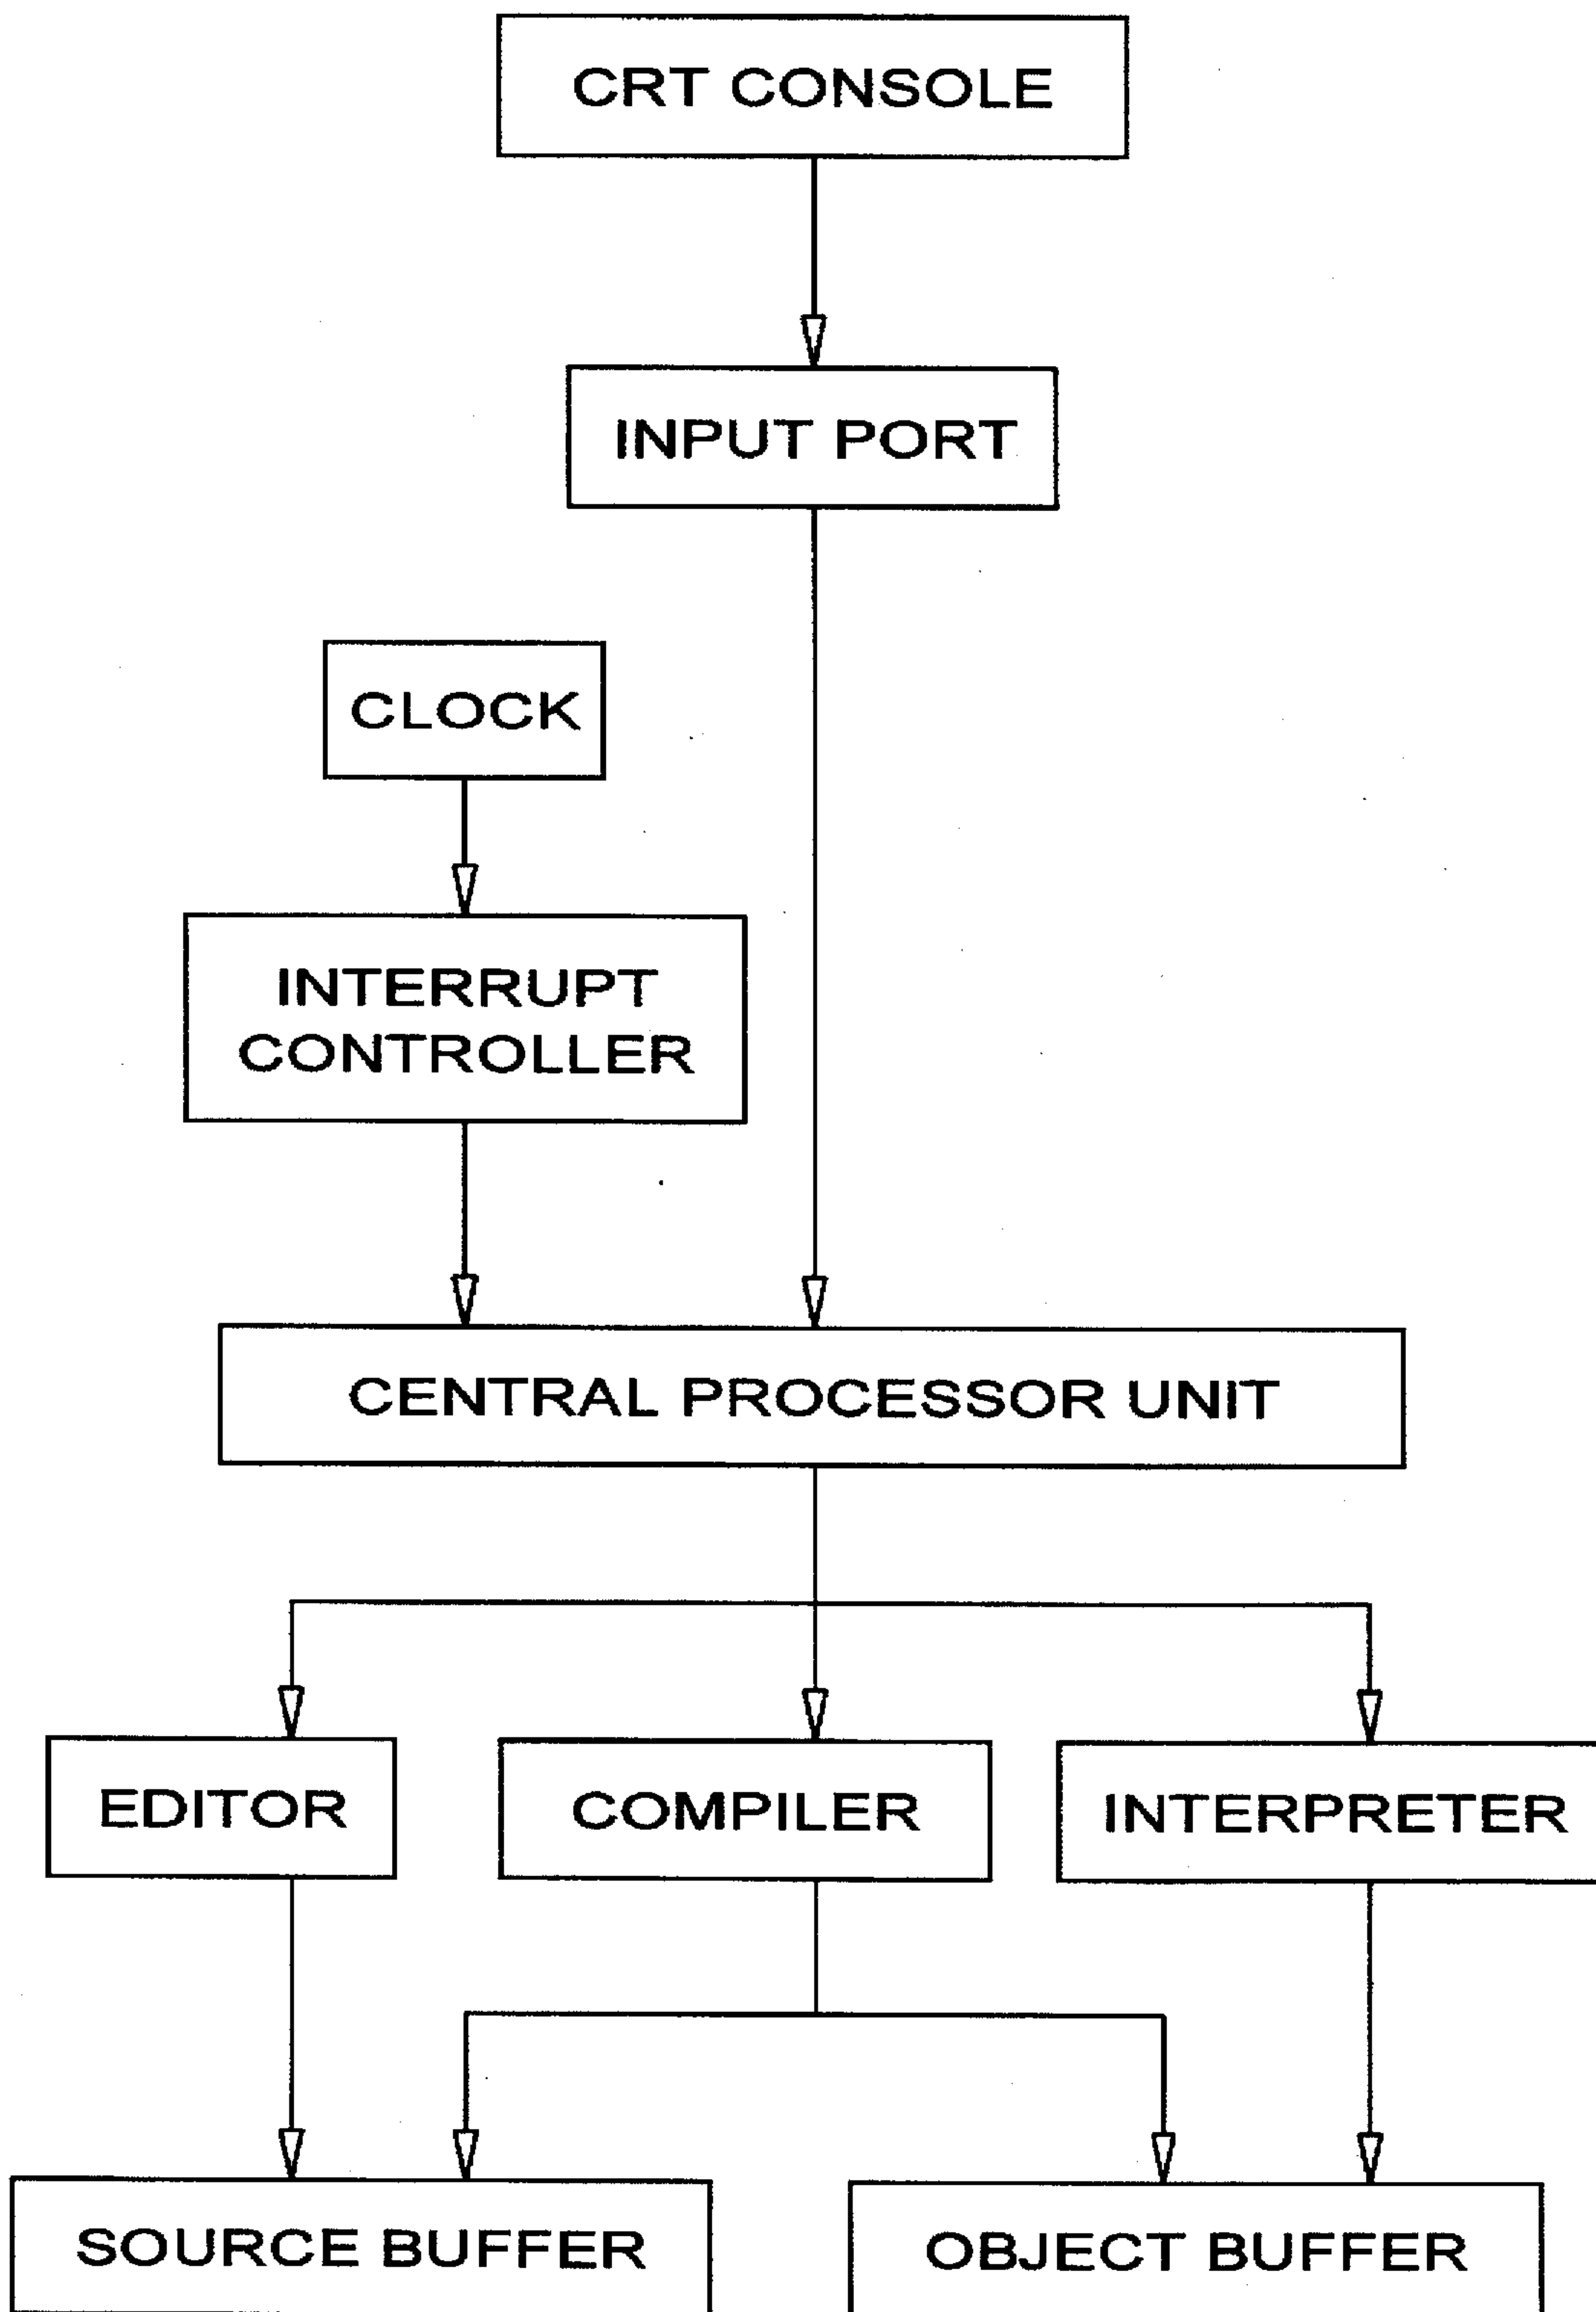 CRT CONSOLE
INPUT PORT
CLOCK
INTERRUPT
CONTROLLER
CENTRAL PROCESSOR UNIT
EDITOR
COMPILER
INTERPRETER
SOURCE BUFFER
OBJECT BUFFER